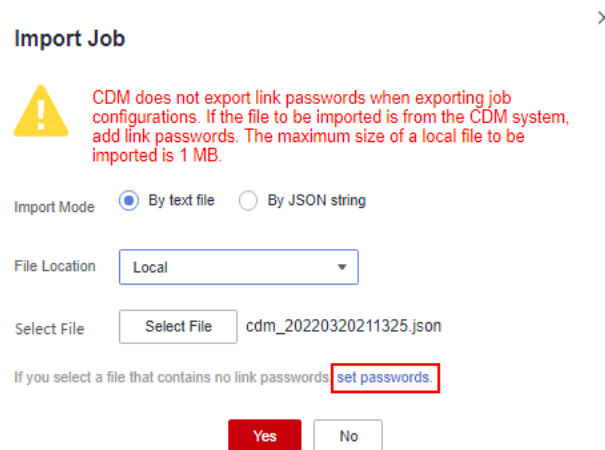 Import Job
CDM does not export link passwords when exporting job
configurations. If the file to be imported is from the CDM system,
add link passwords. The maximum size of a local file to be
imported is 1 MB.
Import Mode By text file By JSON string
File Location Local
Select File Select File cdm_20220320211325.json
If you select a file that contains no link passwords set passwords.
Yes No